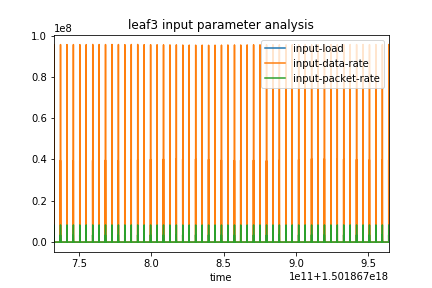 leaf3 input parameter analysis
1e8
1.0
0.8
0.6
0.4
0.2
0.0
input-load
input-data-rate
input-packet-rate
7.5 8.0 8.5 9.0 9.5
time
1e11+1.501867e18